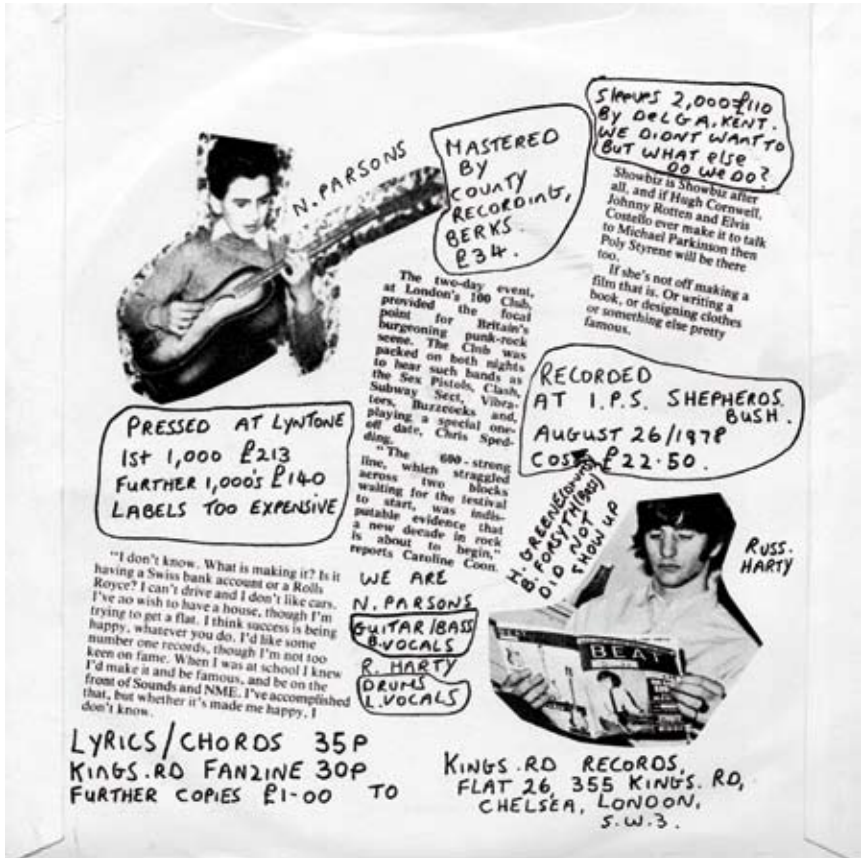 N. PARSONS
MASTERED
BY
COUNTY
RECORDING,
BERKS.
£34.
Sleeves 2,000 = £110
By DELGA, KENT.
WE DIDNT WANT TO
BUT WHAT else
DO WE DO?
Showbiz is Showbiz after
all, and if Hugh Cornwell,
Johnny Rotten and Elvis
Costello ever make it to talk
to Michael Parkinson then
Poly Styrene will be there
too.
If she's not off making a
film that is. Or writing a
book, or designing clothes
or something else pretty
famous.
The two-day event,
at London's 100 Club,
provided the focal
point for Britain's
burgeoning punk-rock
scene. The Club was
packed on both nights
to hear such bands as
the Sex Pistols, Clash,
Subway Sect, Vibra-
tors, Buzzcocks and,
playing a special one-
off date, Chris Sped-
ding.
"The 600-strong
line, which straggled
across two blocks
waiting for the festival
to start, was indis-
putable evidence that
a new decade in rock
is about to begin,"
reports Caroline Coon.
RECORDED
AT I.P.S. SHEPHERDS
BUSH.
AUGUST 26/1978
COST £22.50.
PRESSED AT LYNTONE
1st 1,000 £213
FURTHER 1,000's £140
LABELS TOO EXPENSIVE
H. GREENE
B. FORSYTH (BASS)
DID NOT
SHOW UP
RUSS.
HARTY
BEAT
"I don't know. What is making it? Is it
having a Swiss bank account or a Rolls
Royce? I can't drive and I don't like cars.
I've no wish to have a house, though I'm
trying to get a flat. I think success is being
happy, whatever you do. I'd like some
number one records, though I'm not too
keen on fame. When I was at school I knew
I'd make it and be famous, and be on the
front of Sounds and NME. I've accomplished
that, but whether it's made me happy, I
don't know.
WE ARE
N. PARSONS
GUITAR/BASS
B. VOCALS
R. HARTY
DRUMS
L. VOCALS
LYRICS/CHORDS 35P
KINGS.RD FANZINE 30P
FURTHER COPIES £1-00 TO
KINGS.RD RECORDS,
FLAT 26, 355 KINGS. RD,
CHELSEA, LONDON,
S.W.3.